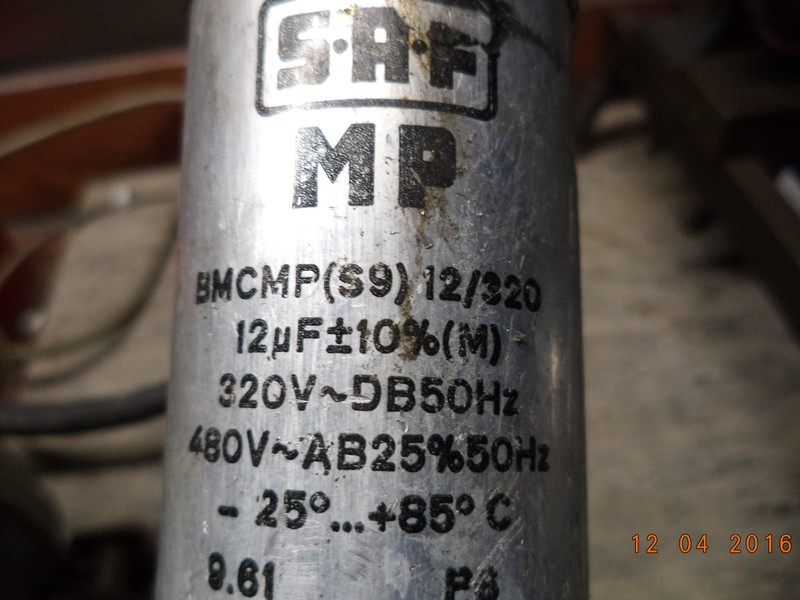 S·A·F
MP
BMCMP(S9) 12/320
12µF±10%(M)
320V~DB50Hz
480V~AB25%50Hz
- 25°...+85° C
9.61
12 04 2016